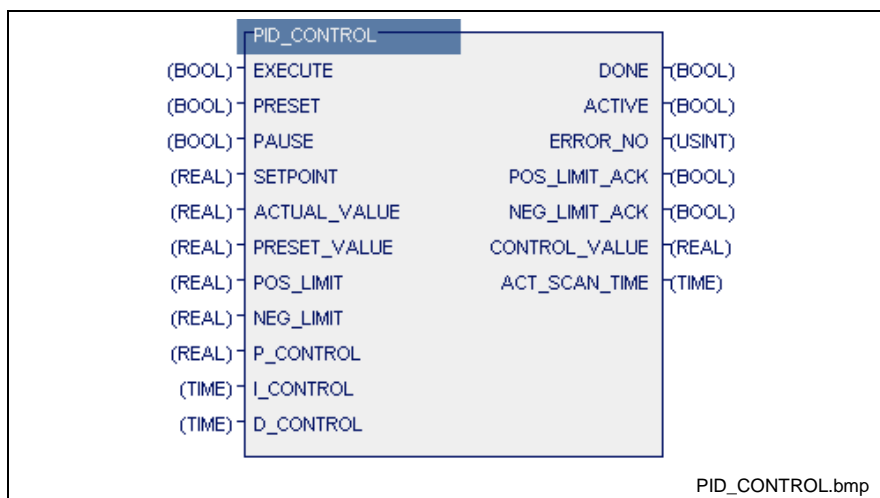 PID_CONTROL
(BOOL) EXECUTE DONE (BOOL)
(BOOL) PRESET ACTIVE (BOOL)
(BOOL) PAUSE ERROR_NO (USINT)
(REAL) SETPOINT POS_LIMIT_ACK (BOOL)
(REAL) ACTUAL_VALUE NEG_LIMIT_ACK (BOOL)
(REAL) PRESET_VALUE CONTROL_VALUE (REAL)
(REAL) POS_LIMIT ACT_SCAN_TIME (TIME)
(REAL) NEG_LIMIT
(REAL) P_CONTROL
(TIME) I_CONTROL
(TIME) D_CONTROL
PID_CONTROL.bmp